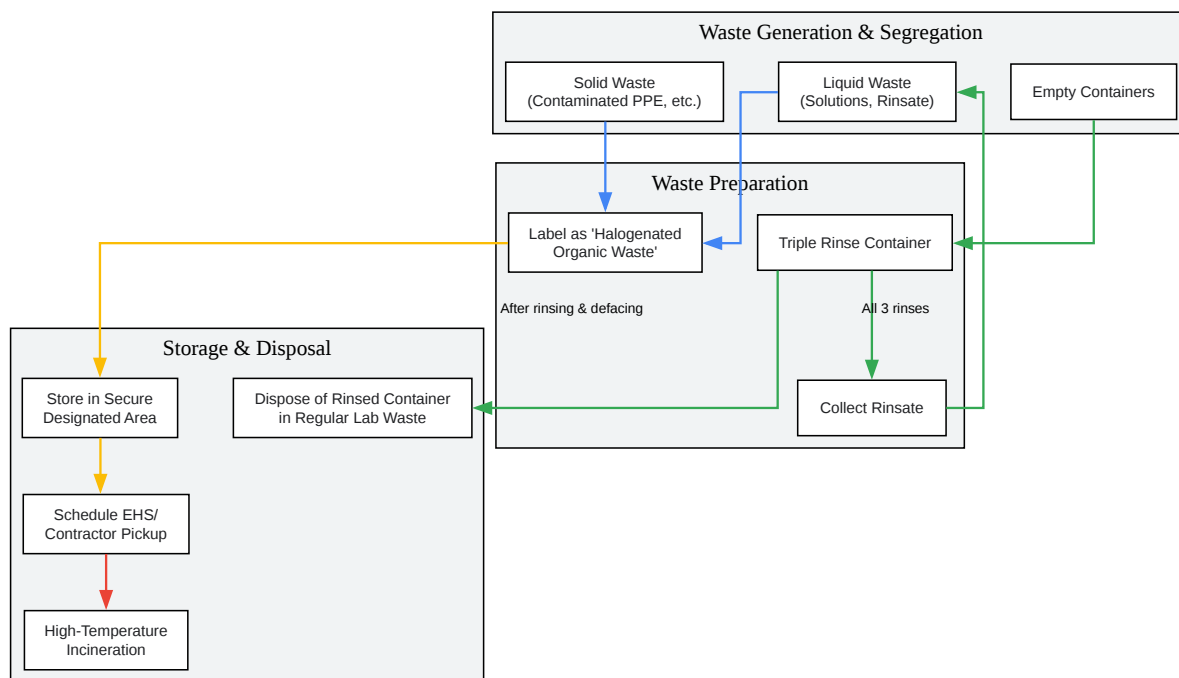 Waste Generation & Segregation
Solid Waste
(Contaminated PPE, etc.)
Liquid Waste
(Solutions, Rinsate)
Empty Containers
Waste Preparation
Label as 'Halogenated
Organic Waste'
Triple Rinse Container
After rinsing & defacing
All 3 rinses
Collect Rinsate
Storage & Disposal
Store in Secure
Designated Area
Dispose of Rinsed Container
in Regular Lab Waste
Schedule EHS/
Contractor Pickup
High-Temperature
Incineration